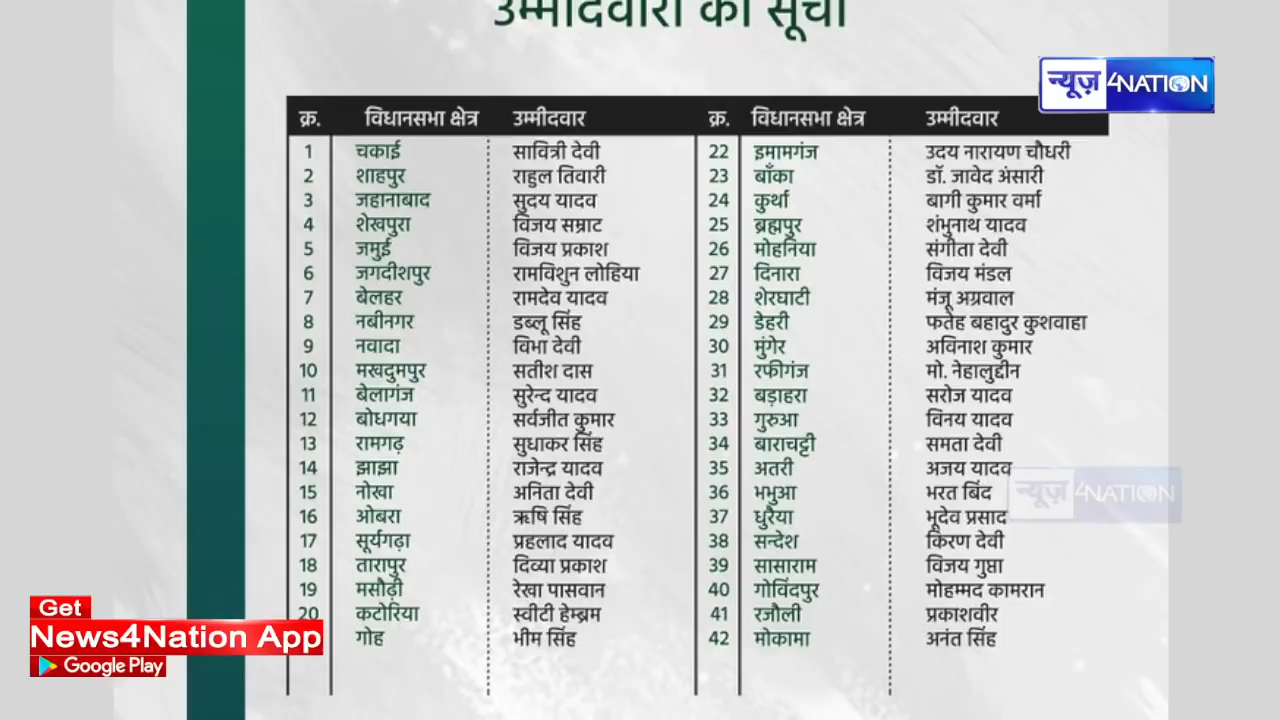 उम्मीदवारों की सूची
न्यूज़ 4NATION
क्र. विधानसभा क्षेत्र उम्मीदवार क्र. विधानसभा क्षेत्र उम्मीदवार
1 चकाई सावित्री देवी 22 इमामगंज उदय नारायण चौधरी
2 शाहपुर राहुल तिवारी 23 बाँका डॉ. जावेद अंसारी
3 जहानाबाद सुदय यादव 24 कुर्था बागी कुमार वर्मा
4 शेखपुरा विजय सम्राट 25 ब्रह्मपुर शंभुनाथ यादव
5 जमुई विजय प्रकाश 26 मोहनिया संगीता देवी
6 जगदीशपुर रामविशुन लोहिया 27 दिनारा विजय मंडल
7 बेलहर रामदेव यादव 28 शेरघाटी मंजू अग्रवाल
8 नबीनगर डब्लू सिंह 29 डेहरी फतेह बहादुर कुशवाहा
9 नवादा विभा देवी 30 मुंगेर अविनाश कुमार
10 मखदुमपुर सतीश दास 31 रफीगंज मो. नेहालुद्दीन
11 बेलागंज सुरेन्द यादव 32 बड़ाहरा सरोज यादव
12 बोधगया सर्वजीत कुमार 33 गुरुआ विनय यादव
13 रामगढ़ सुधाकर सिंह 34 बाराचट्टी समता देवी
14 झाझा राजेन्द्र यादव 35 अतरी अजय यादव
15 नोखा अनिता देवी 36 भभुआ भरत बिंद
न्यूज़ 4NATION
16 ओबरा ऋषि सिंह 37 धुरैया भूदेव प्रसाद
17 सूर्यगढ़ा प्रहलाद यादव 38 सन्देश किरण देवी
18 तारापुर दिव्या प्रकाश 39 सासाराम विजय गुप्ता
19 मसौढ़ी रेखा पासवान 40 गोविंदपुर मोहम्मद कामरान
20 कटोरिया स्वीटी हेम्ब्रम 41 रजौली प्रकाशवीर
गोह भीम सिंह 42 मोकामा अनंत सिंह
Get
News4Nation App
Google Play